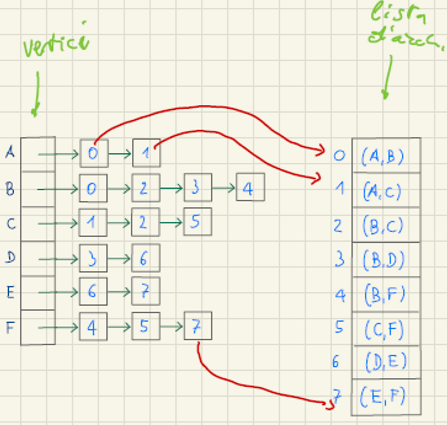 vertici
lista
d'archi
A 0 1
B 0 2 3 4
C 1 2 5
D 3 6
E 6 7
F 4 5 7
0 (A,B)
1 (A,C)
2 (B,C)
3 (B,D)
4 (B,F)
5 (C,F)
6 (D,E)
7 (E,F)